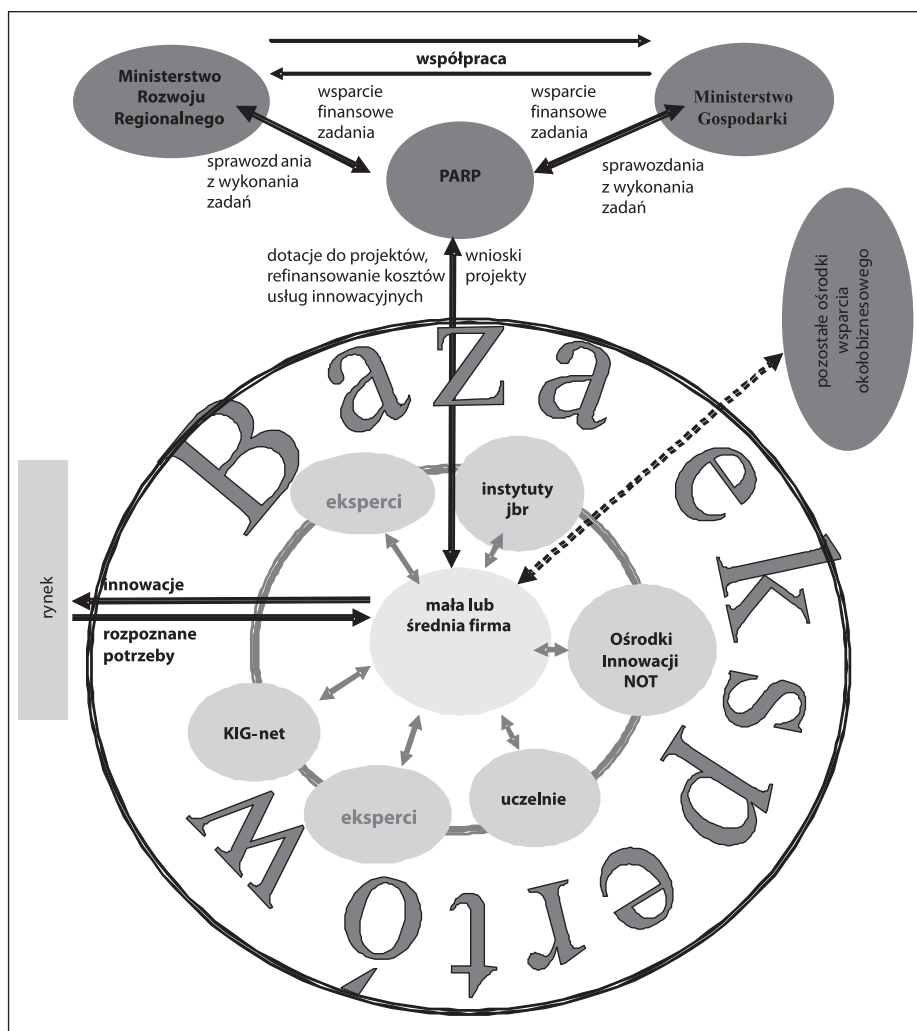 współpraca
Ministerstwo
Rozwoju
Regionalnego
wsparcie
finansowe
zadania
wsparcie
finansowe
zadania
Ministerstwo
Gospodarki
sprawozd ania
z wykonania
zadań
PARP
sprawozdania
z wykonania
zadań
dotacje do projektów,
refinansowanie kosztów
usług innowacyjnych
wnioski
projekty
pozostałe ośrodki
wsparcia
okołobiznesowego
Baza ekspertów
eksperci
instytuty
jbr
rynek
innowacje
rozpoznane
potrzeby
mała lub
średnia firma
Ośrodki
Innowacji
NOT
KIG-net
eksperci
uczelnie